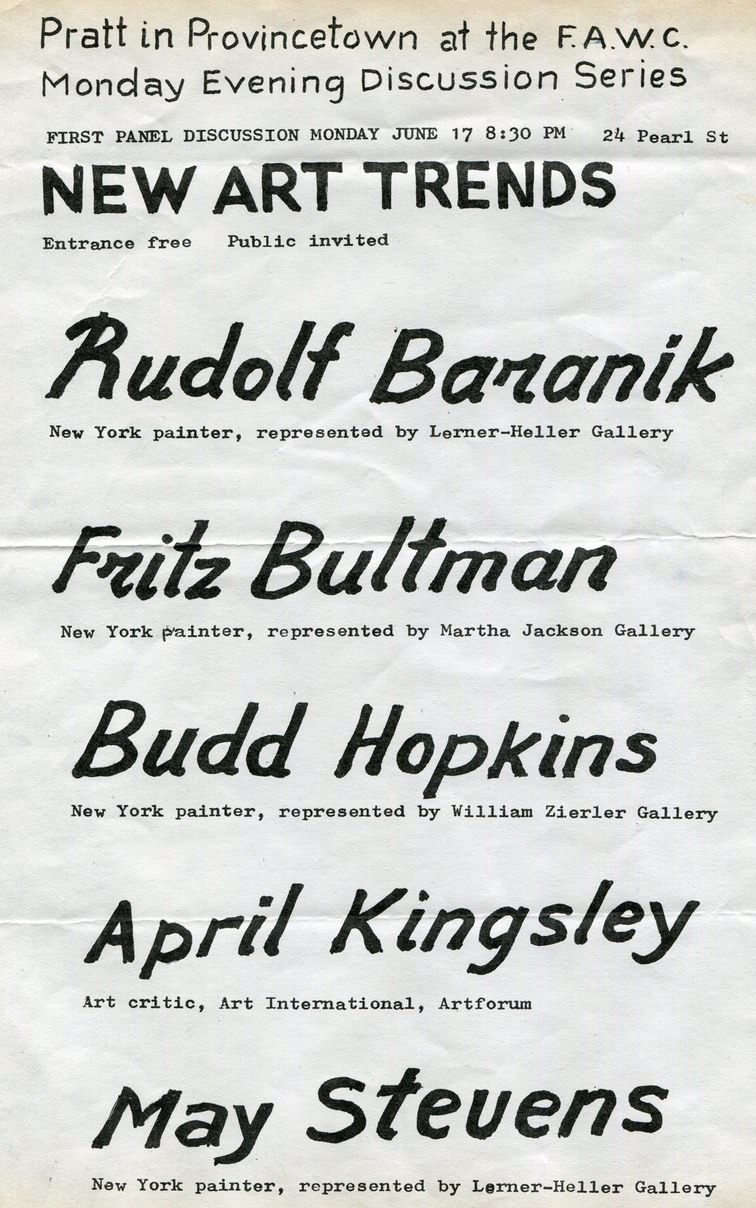 Pratt in Provincetown at the F.A.W.C.
Monday Evening Discussion Series
FIRST PANEL DISCUSSION MONDAY JUNE 17 8:30 PM 24 Pearl St
NEW ART TRENDS
Entrance free Public invited
Rudolf Baranik
New York painter, represented by Lerner-Heller Gallery
Fritz Bultman
New York painter, represented by Martha Jackson Gallery
Budd Hopkins
New York painter, represented by William Zierler Gallery
April Kingsley
Art critic, Art International, Artforum
May Stevens
New York painter, represented by Lerner-Heller Gallery